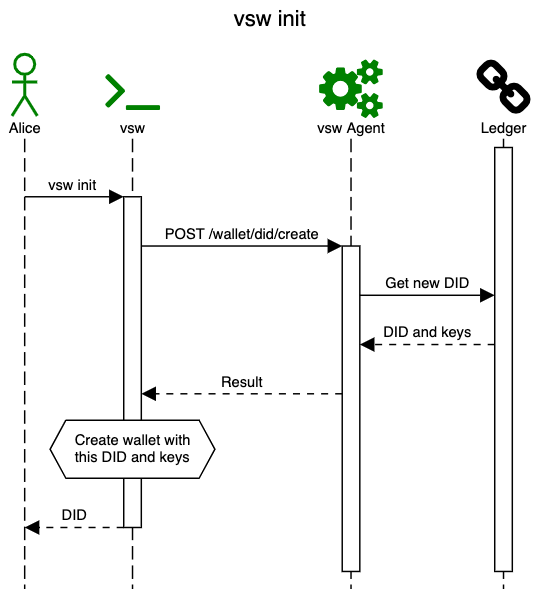 vsw init
Alice
vsw
vsw Agent
Ledger
vsw init
POST /wallet/did/create
Get new DID
DID and keys
Result
Create wallet with
this DID and keys
DID